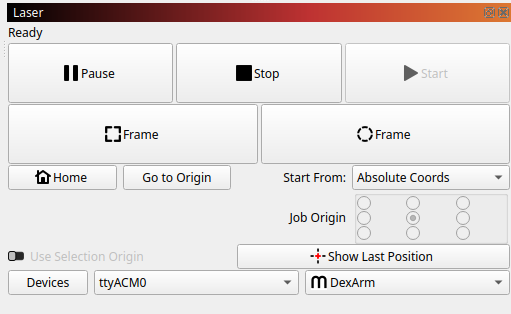 Laser
Ready
Pause Stop Start
Frame Frame
Home Go to Origin Start From: Absolute Coords
Job Origin
Use Selection Origin Show Last Position
Devices ttyACM0 DexArm